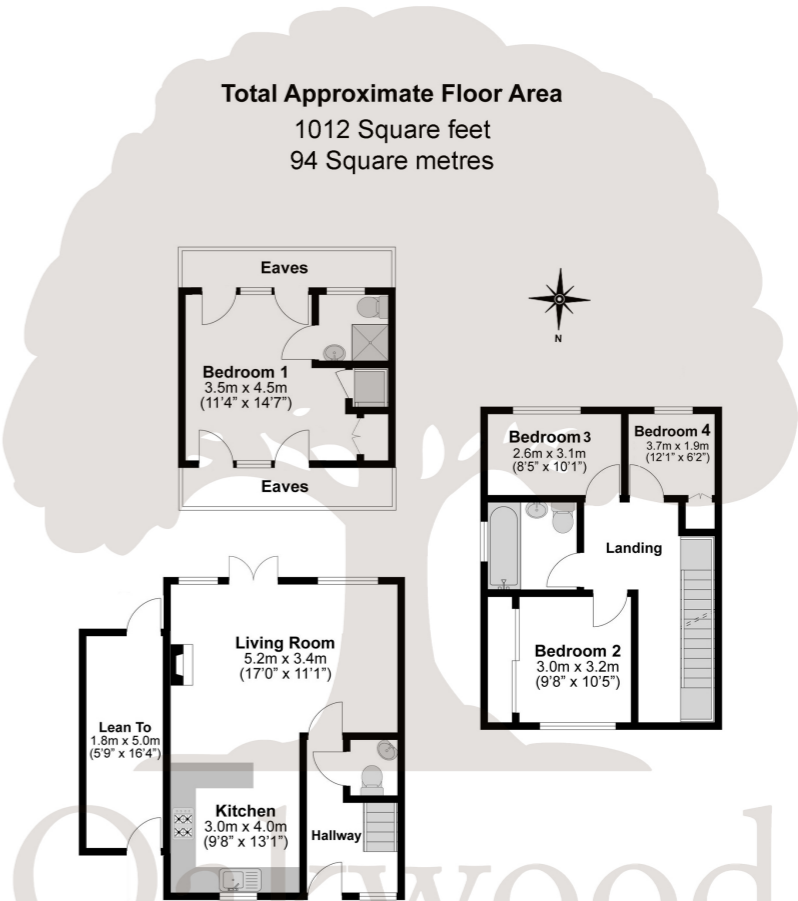 Total Approximate Floor Area
1012 Square feet
94 Square metres
Eaves
Bedroom 1
3.5m x 4.5m
(11'4" x 14'7")
Eaves
N
Bedroom 3
2.6m x 3.1m
(8'5" x 10'1")
Bedroom 4
3.7m x 1.9m
(12'1" x 6'2")
Landing
Bedroom 2
3.0m x 3.2m
(9'8" x 10'5")
Living Room
5.2m x 3.4m
(17'0" x 11'1")
Lean To
1.8m x 5.0m
(5'9" x 16'4")
Kitchen
3.0m x 4.0m
(9'8" x 13'1")
Hallway
Oakwood